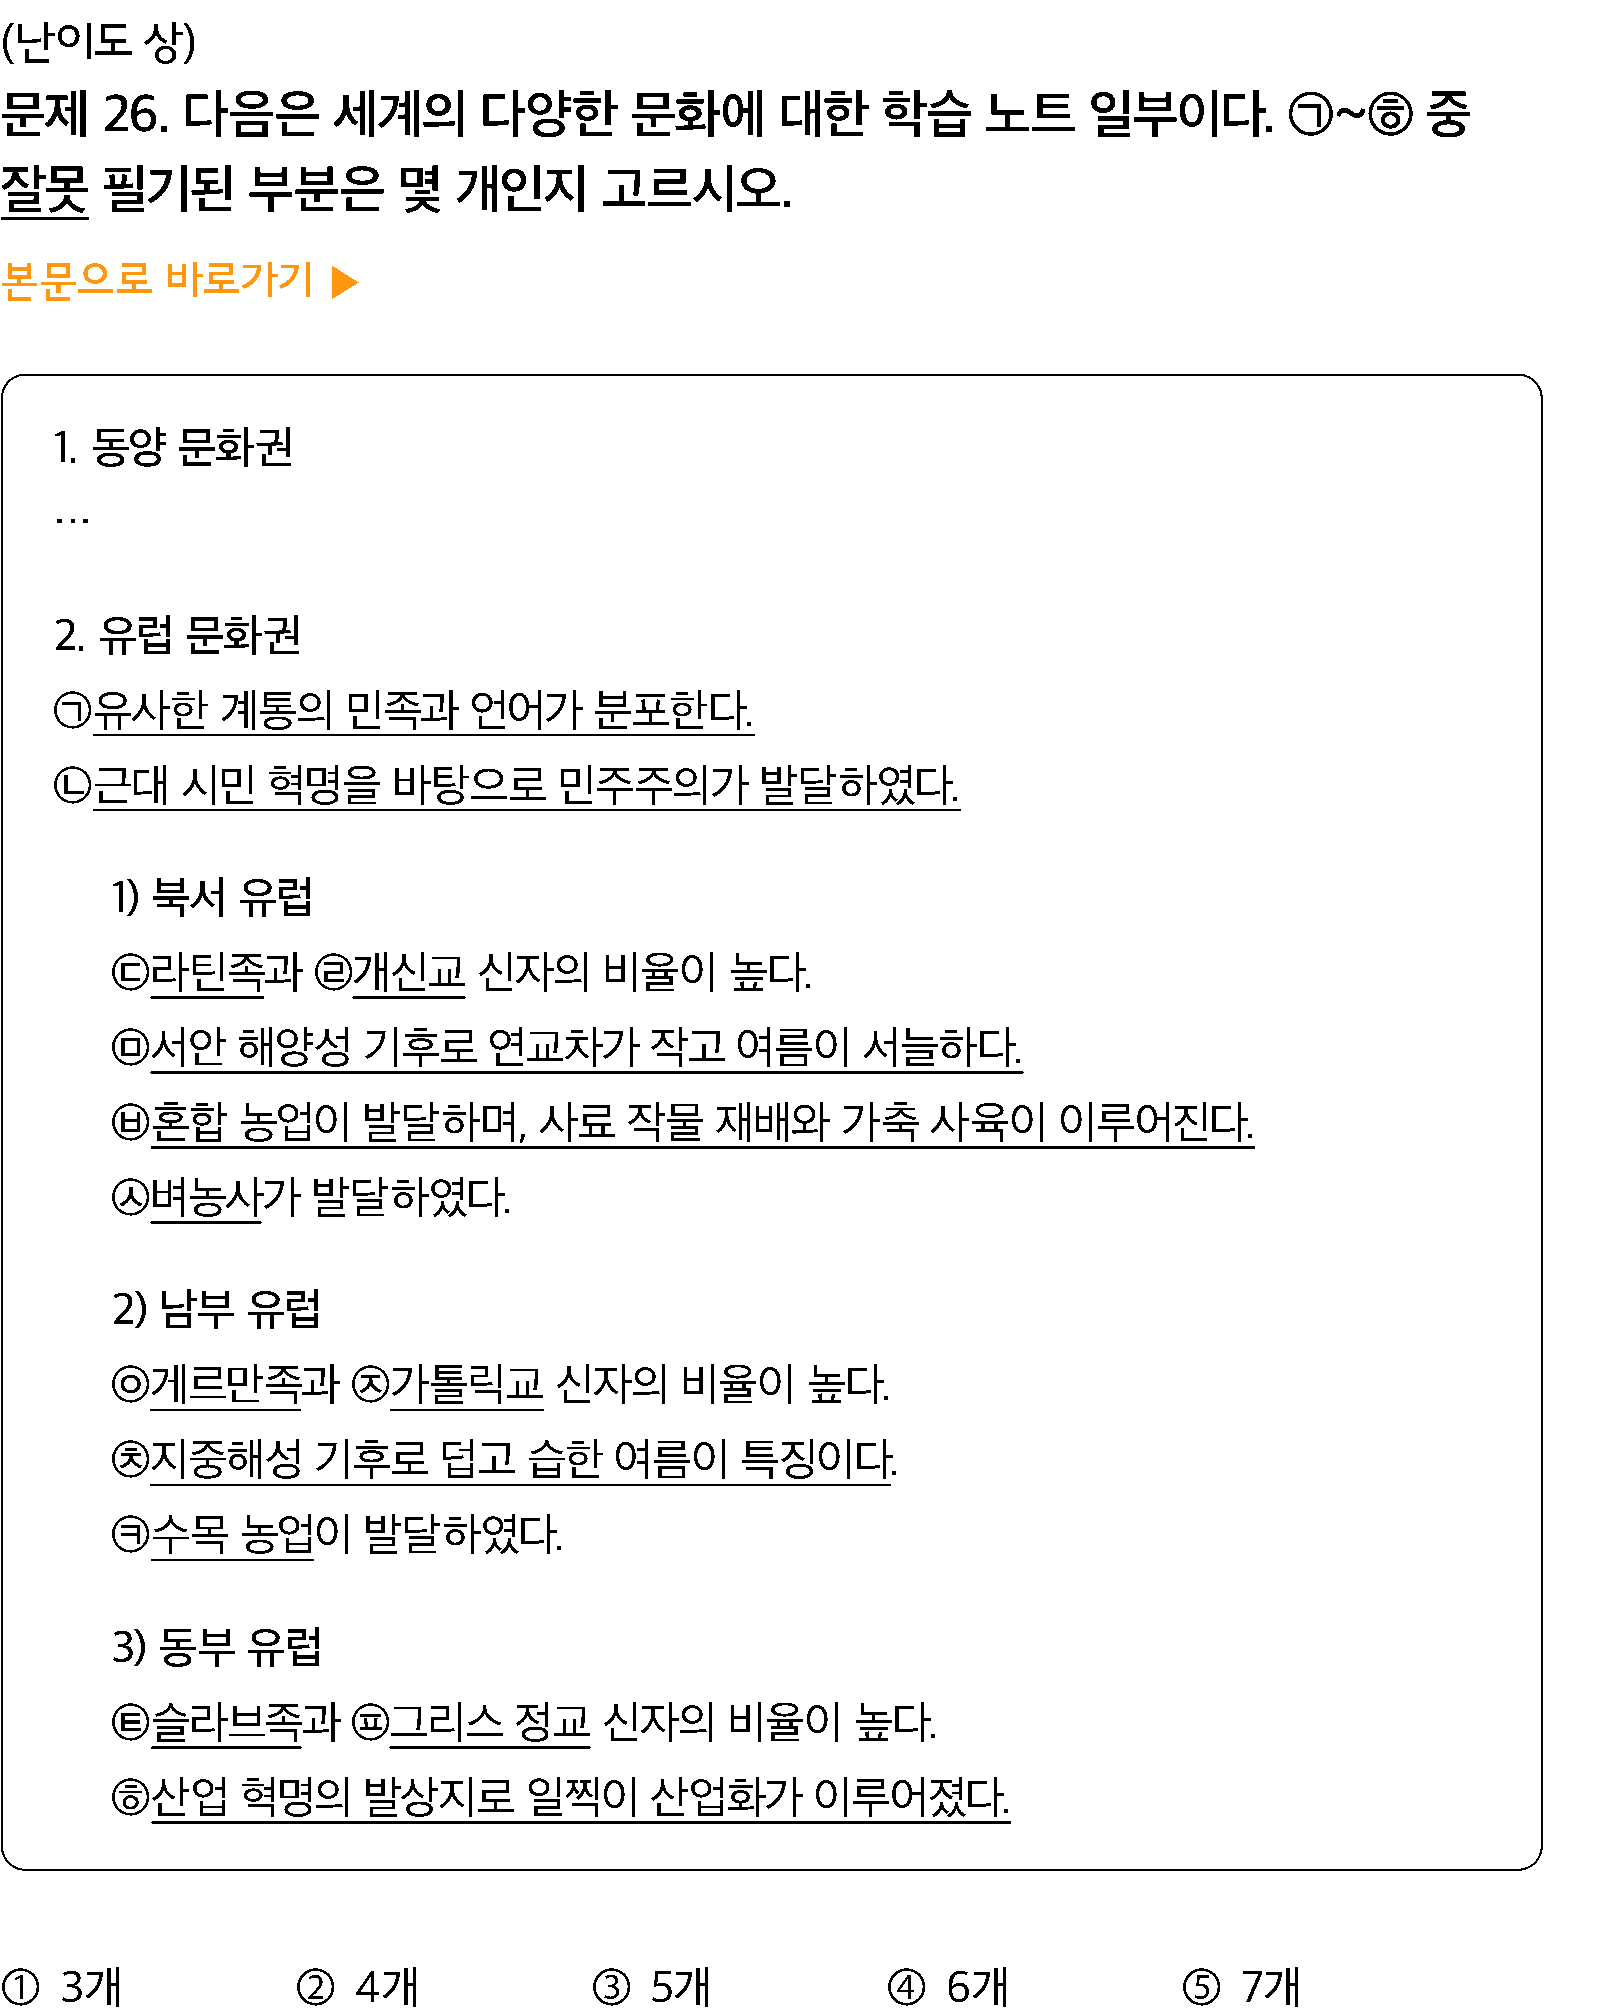 (난이도 상)
문제 26. 다음은 세계의 다양한 문화에 대한 학습 노트 일부이다. ㉠~㉭ 중
잘못 필기된 부분은 몇 개인지 고르시오.
본문으로 바로가기 ▶
1. 동양 문화권
…
2. 유럽 문화권
㉠유사한 계통의 민족과 언어가 분포한다.
㉡근대 시민 혁명을 바탕으로 민주주의가 발달하였다.
1) 북서 유럽
㉢라틴족과 ㉣개신교 신자의 비율이 높다.
㉤서안 해양성 기후로 연교차가 작고 여름이 서늘하다.
㉥혼합 농업이 발달하며, 사료 작물 재배와 가축 사육이 이루어진다.
㉦벼농사가 발달하였다.
2) 남부 유럽
㉧게르만족과 ㉨가톨릭교 신자의 비율이 높다.
㉩지중해성 기후로 덥고 습한 여름이 특징이다.
㉪수목 농업이 발달하였다.
3) 동부 유럽
㉫슬라브족과 ㉬그리스 정교 신자의 비율이 높다.
㉭산업 혁명의 발상지로 일찍이 산업화가 이루어졌다.
① 3개 ② 4개 ③ 5개 ④ 6개 ⑤ 7개